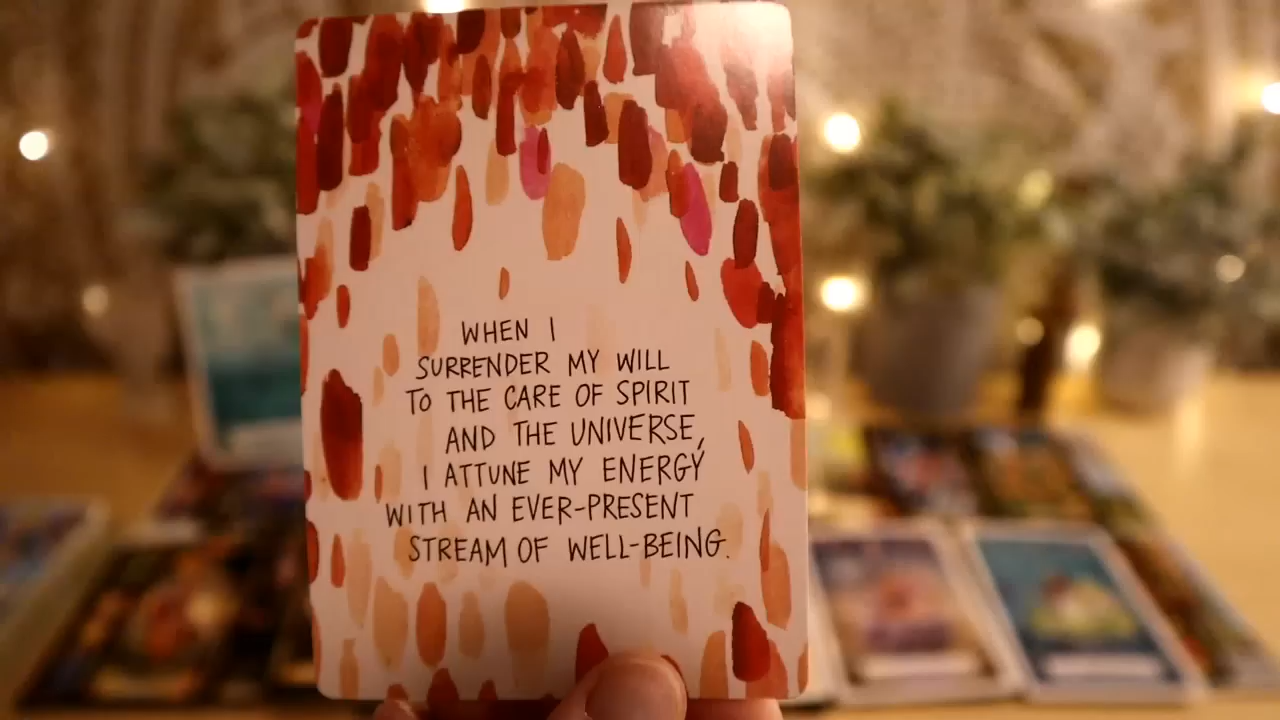 WHEN I
SURRENDER MY WILL
TO THE CARE OF SPIRIT
AND THE UNIVERSE,
I ATTUNE MY ENERGY
WITH AN EVER-PRESENT
STREAM OF WELL-BEING.